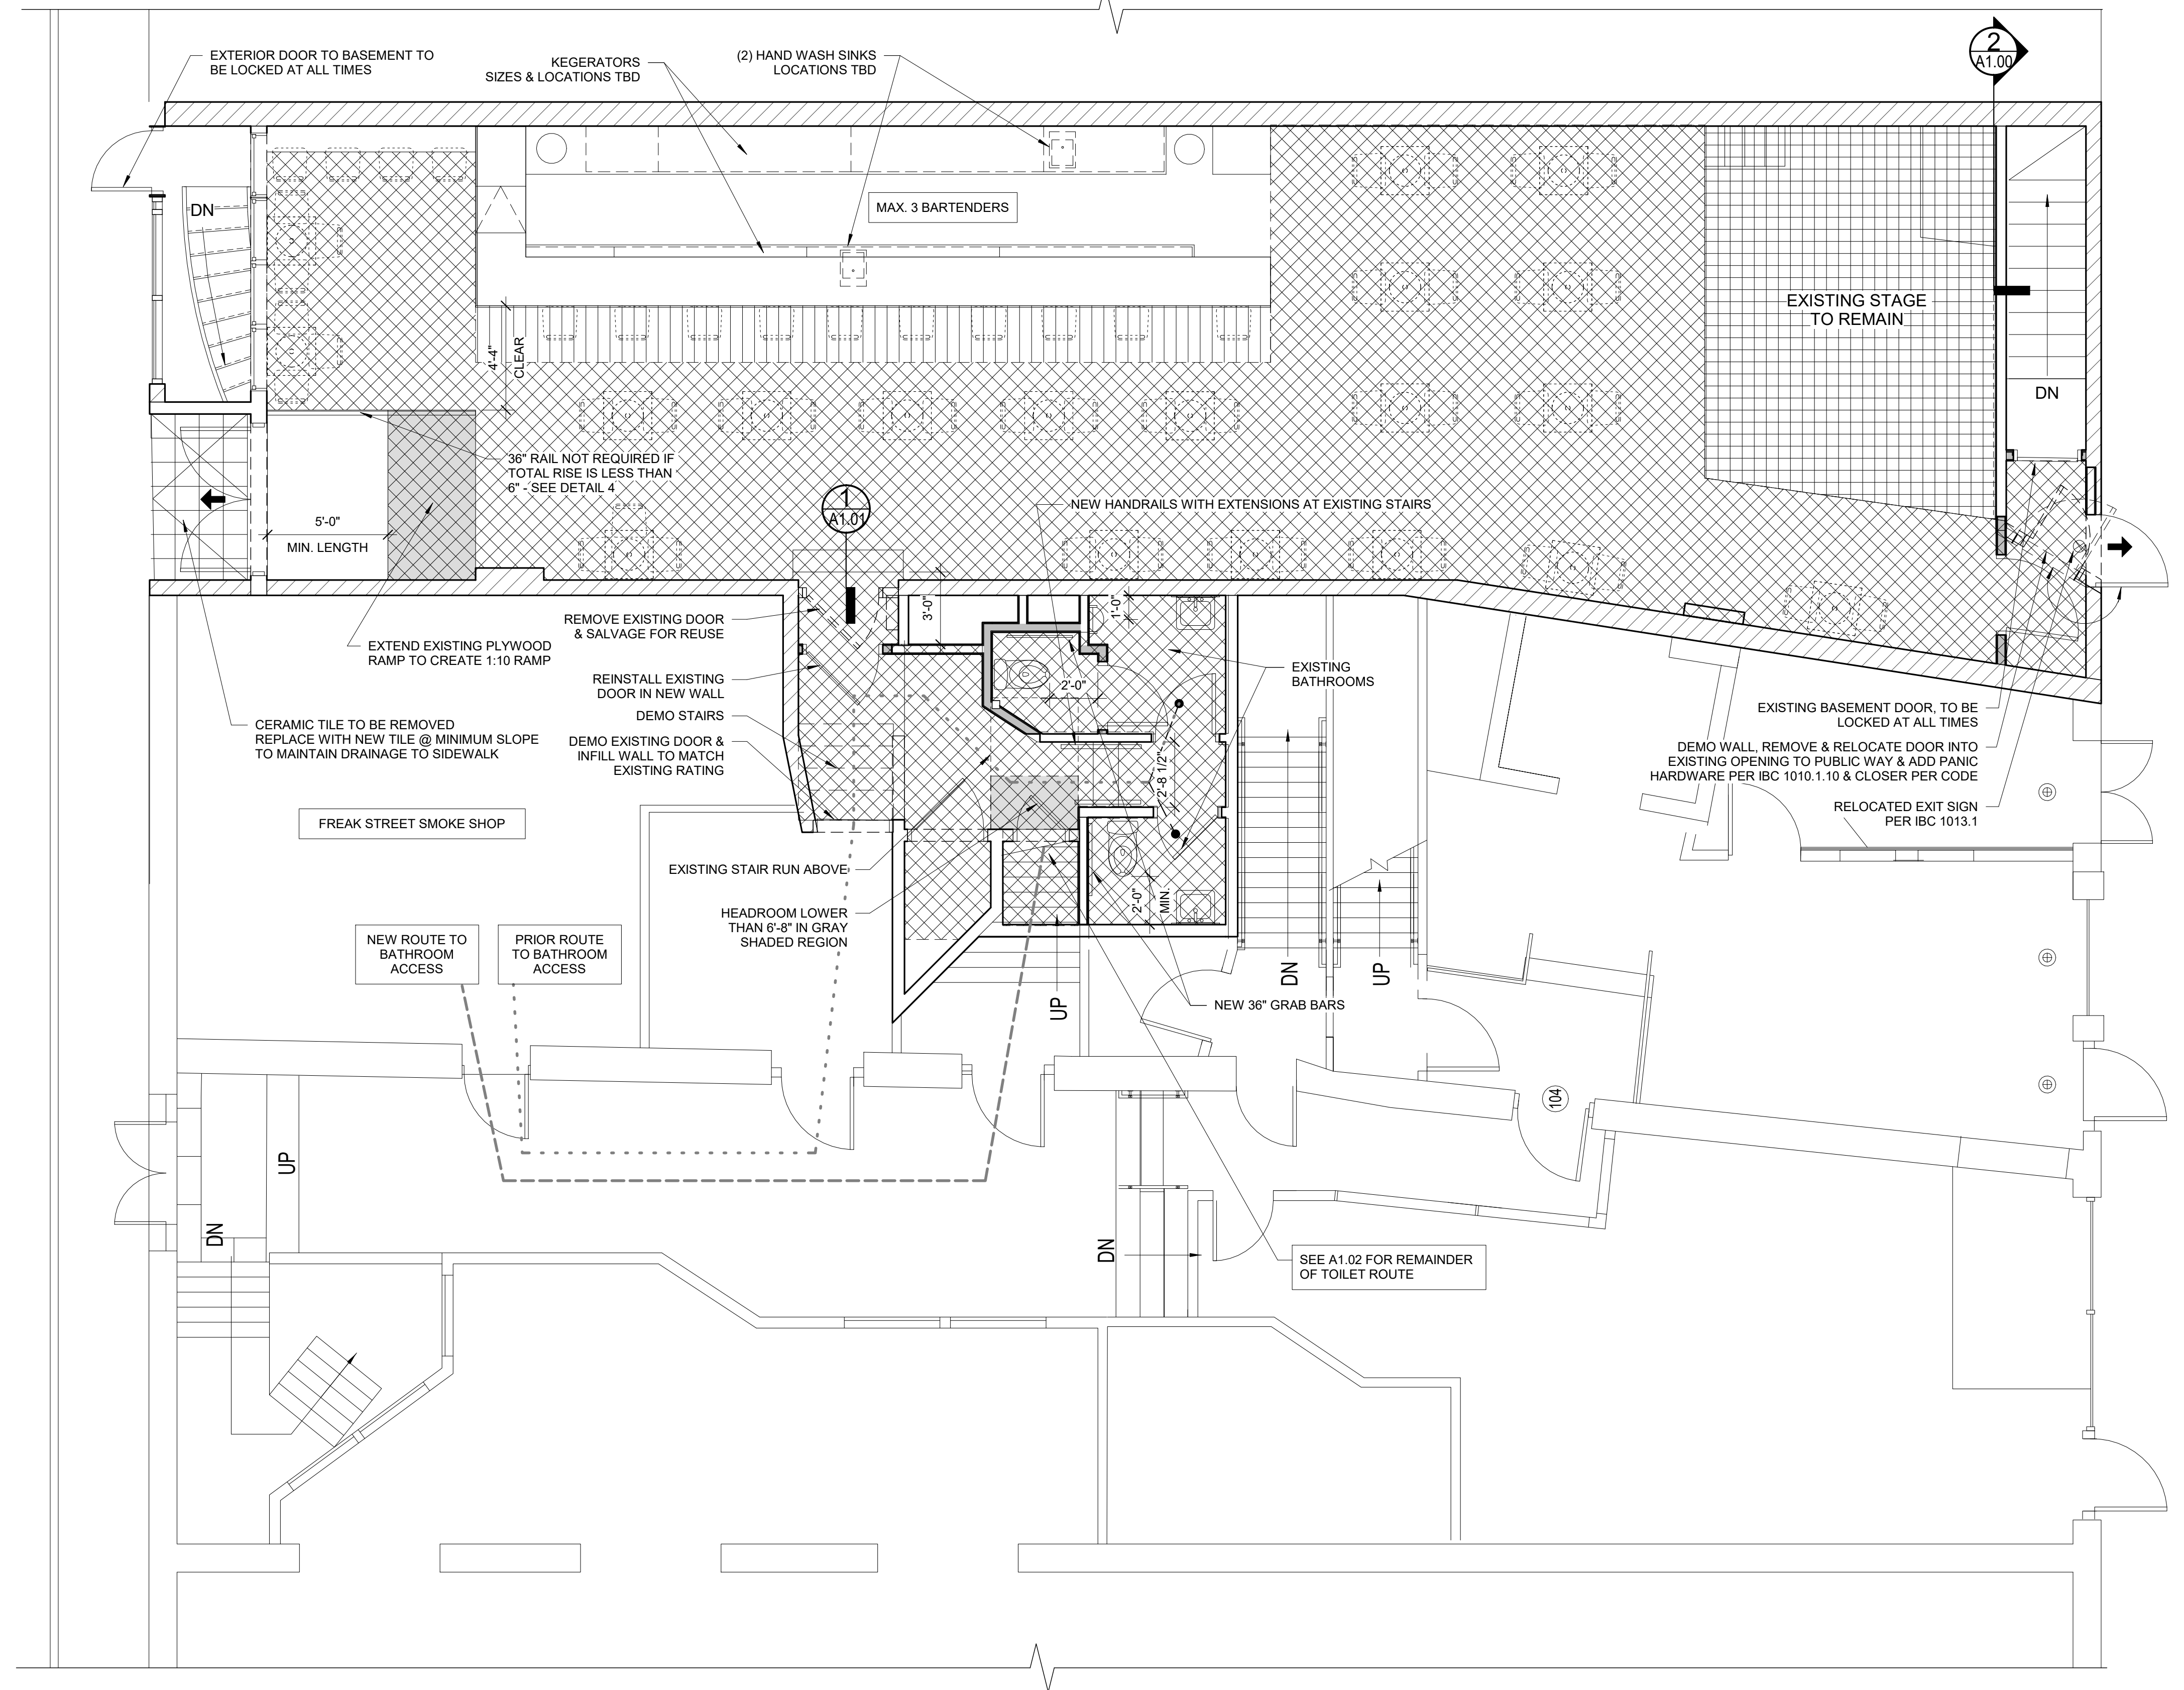 EXTERIOR DOOR TO BASEMENT TO
BE LOCKED AT ALL TIMES
KEGERATORS
SIZES & LOCATIONS TBD
(2) HAND WASH SINKS
LOCATIONS TBD
2
A1.00
DN
MAX. 3 BARTENDERS
EXISTING STAGE
TO REMAIN
DN
4'-4"
CLEAR
36" RAIL NOT REQUIRED IF
TOTAL RISE IS LESS THAN
6" - SEE DETAIL 4
1
A1.01
NEW HANDRAILS WITH EXTENSIONS AT EXISTING STAIRS
5'-0"
MIN. LENGTH
REMOVE EXISTING DOOR
& SALVAGE FOR REUSE
3'-0"
1'-0"
EXTEND EXISTING PLYWOOD
RAMP TO CREATE 1:10 RAMP
REINSTALL EXISTING
DOOR IN NEW WALL
2'-0"
EXISTING
BATHROOMS
CERAMIC TILE TO BE REMOVED
REPLACE WITH NEW TILE @ MINIMUM SLOPE
TO MAINTAIN DRAINAGE TO SIDEWALK
DEMO STAIRS
DEMO EXISTING DOOR &
INFILL WALL TO MATCH
EXISTING RATING
2'-8 1/2"
EXISTING BASEMENT DOOR, TO BE
LOCKED AT ALL TIMES
DEMO WALL, REMOVE & RELOCATE DOOR INTO
EXISTING OPENING TO PUBLIC WAY & ADD PANIC
HARDWARE PER IBC 1010.1.10 & CLOSER PER CODE
RELOCATED EXIT SIGN
PER IBC 1013.1
FREAK STREET SMOKE SHOP
EXISTING STAIR RUN ABOVE
HEADROOM LOWER
THAN 6'-8" IN GRAY
SHADED REGION
2'-0"
MIN.
NEW ROUTE TO
BATHROOM
ACCESS
PRIOR ROUTE
TO BATHROOM
ACCESS
UP
NEW 36" GRAB BARS
DN
UP
104
UP
DN
DN
SEE A1.02 FOR REMAINDER
OF TOILET ROUTE